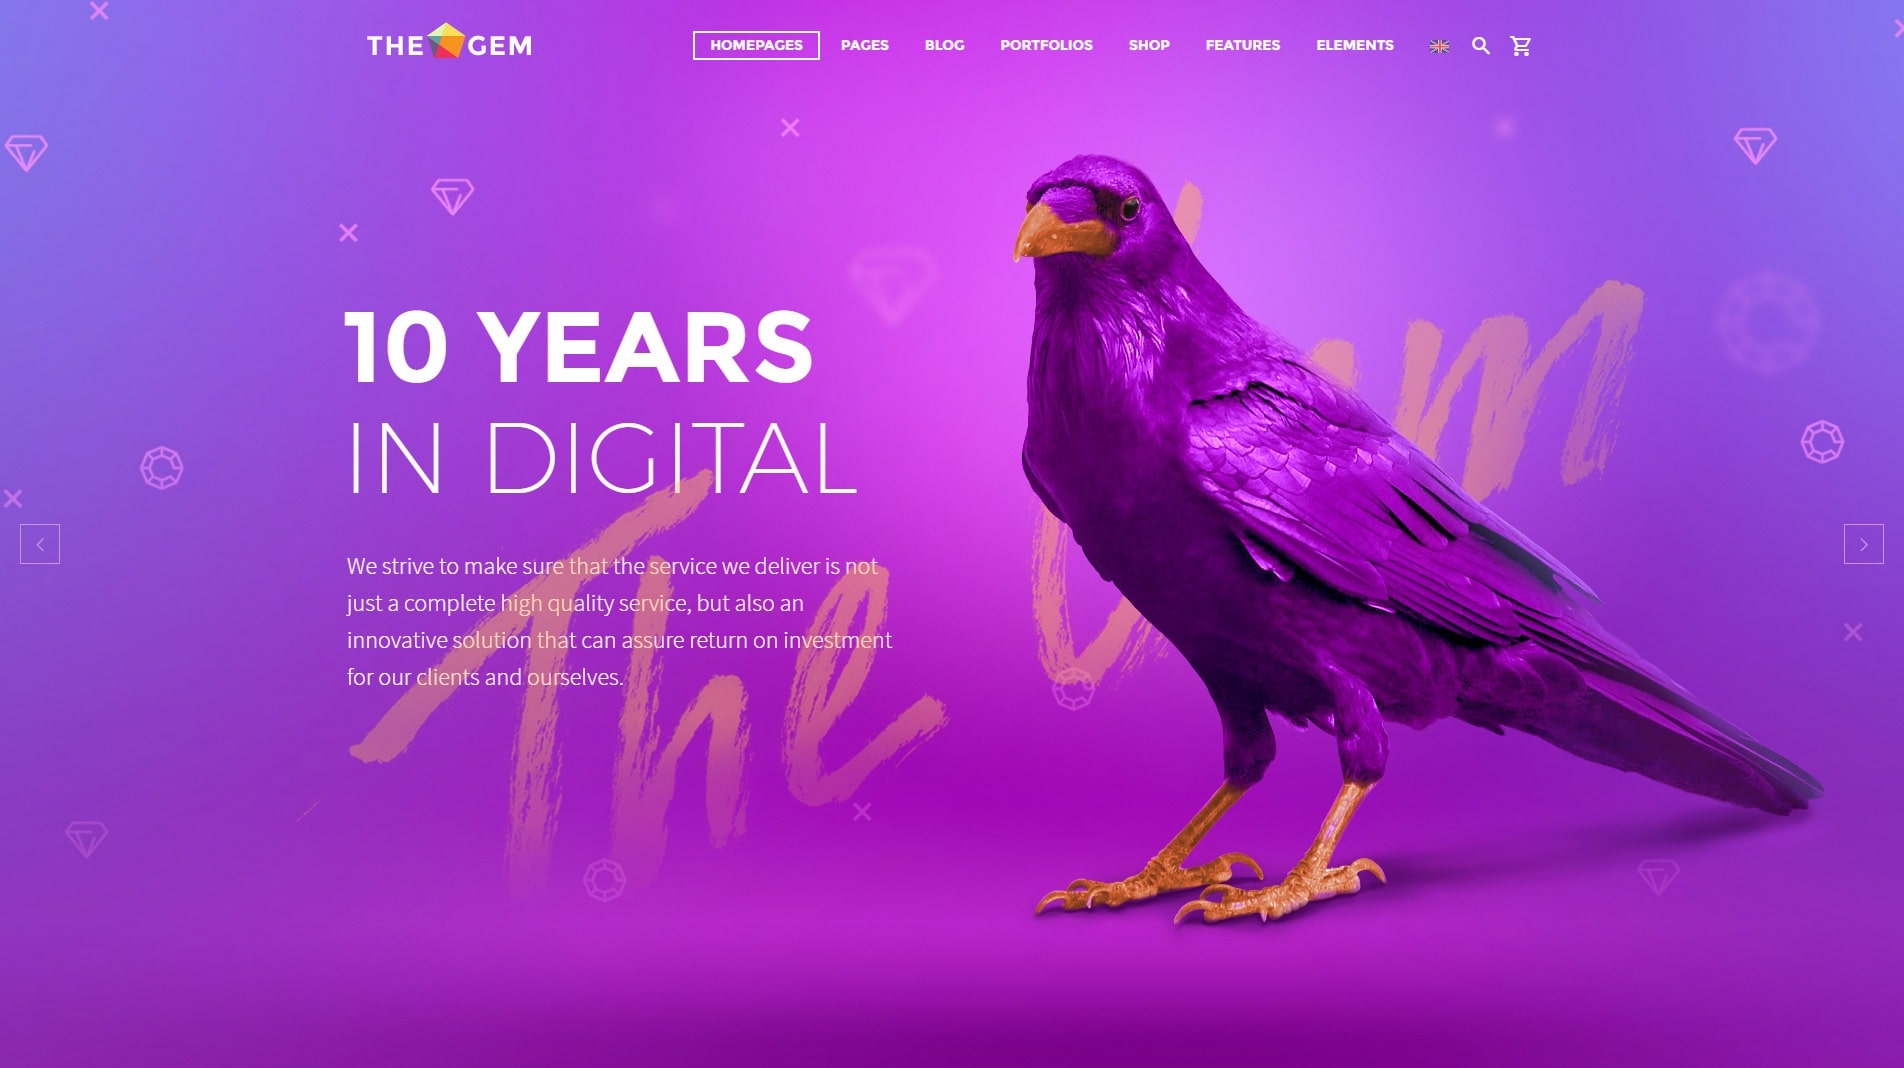 THE GEM
HOMEPAGES PAGES BLOG PORTFOLIOS SHOP FEATURES ELEMENTS
10 YEARS
IN DIGITAL
We strive to make sure that the service we deliver is not
just a complete high quality service, but also an
innovative solution that can assure return on investment
for our clients and ourselves.
The